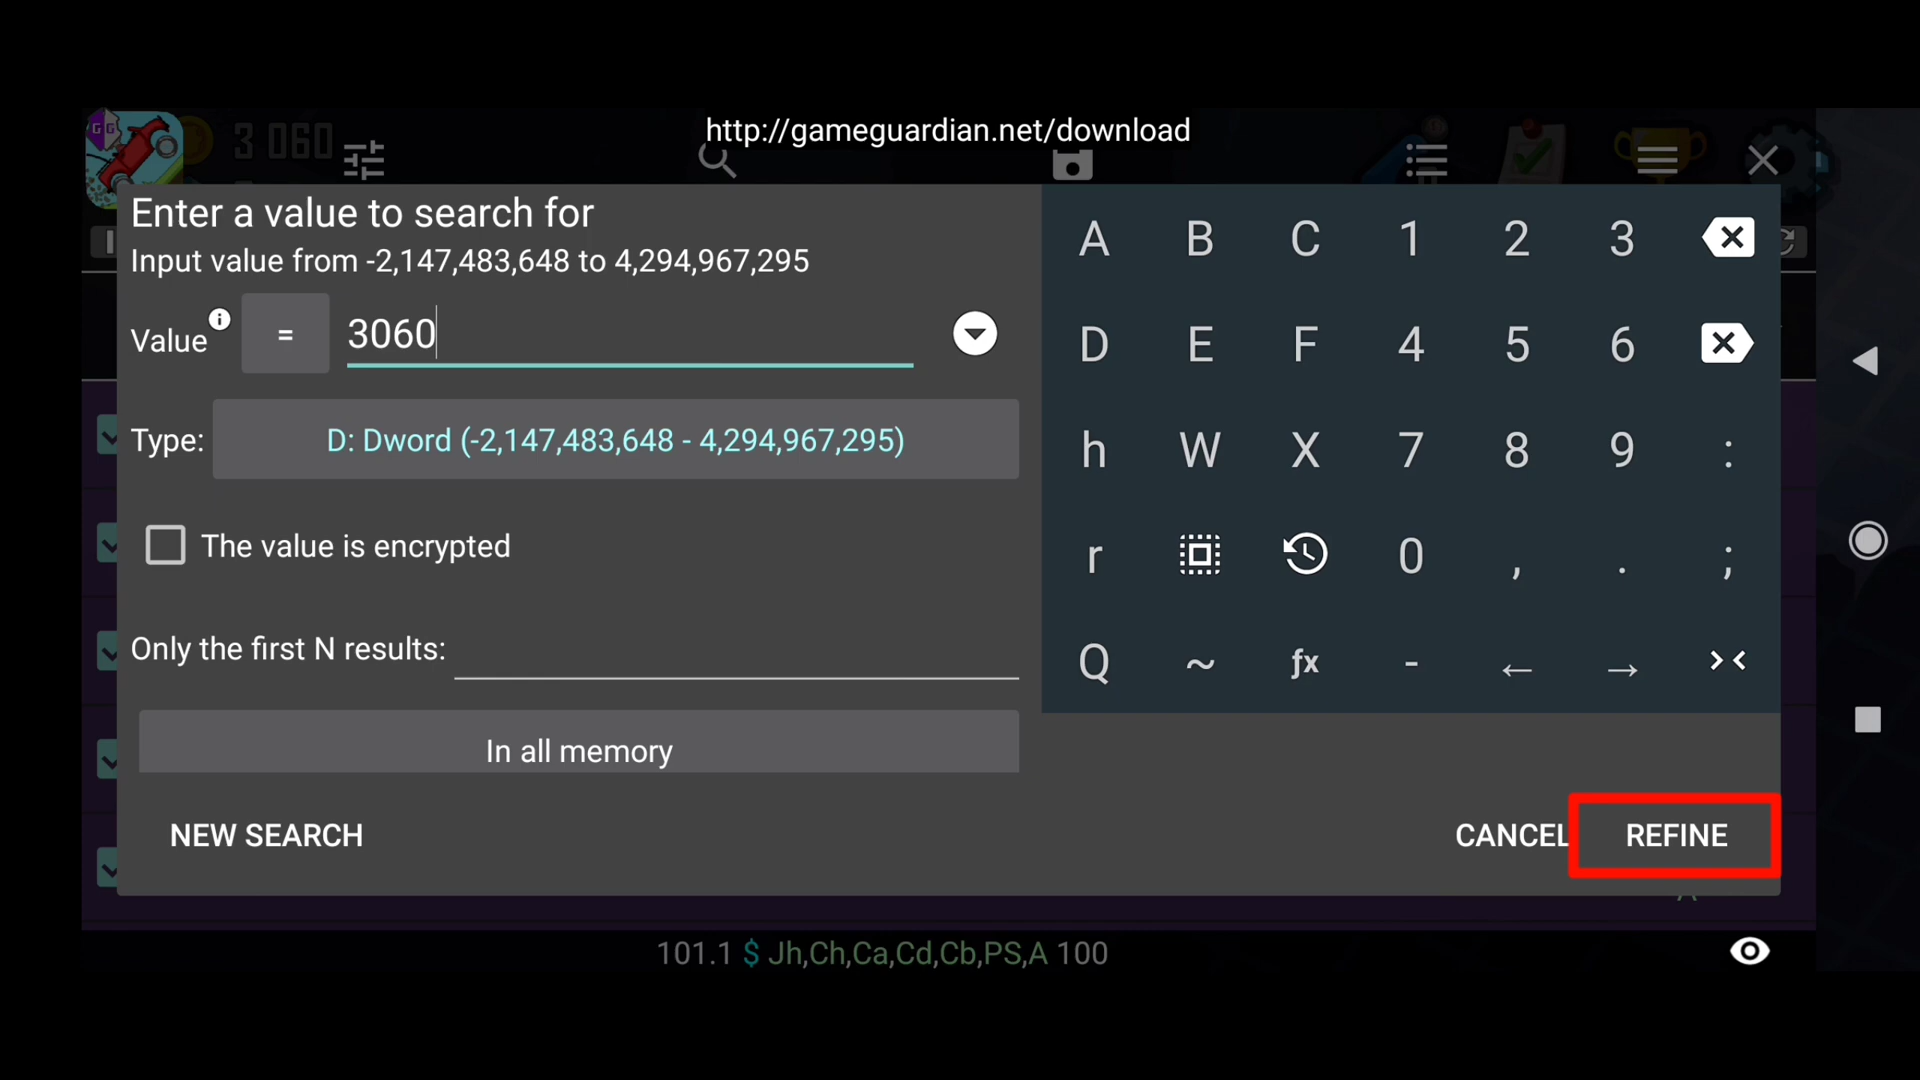 http://gameguardian.net/download
GG
3 060
Enter a value to search for
Input value from -2,147,483,648 to 4,294,967,295
Value = 3060
Type: D: Dword (-2,147,483,648 - 4,294,967,295)
The value is encrypted
Only the first N results:
In all memory
NEW SEARCH CANCEL REFINE
A B C 1 2 3
D E F 4 5 6
h W X 7 8 9 :
r 0 , . ;
Q ~ ƒx - ← → ><
101.1 $ Jh,Ch,Ca,Cd,Cb,PS,A 100